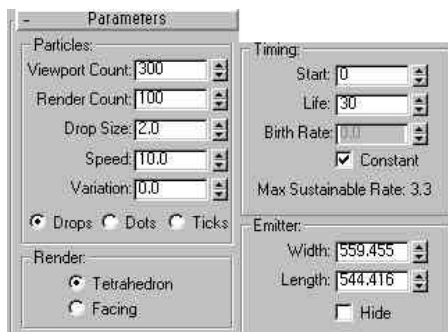 - Parameters
Particles:
Viewport Count: 300
Render Count: 100
Drop Size: 2.0
Speed: 10.0
Variation: 0.0
Drops Dots Ticks
Render:
Tetrahedron
Facing
Timing:
Start: 0
Life: 30
Birth Rate: 0.0
Constant
Max Sustainable Rate: 3.3
Emitter:
Width: 559.455
Length: 544.416
Hide